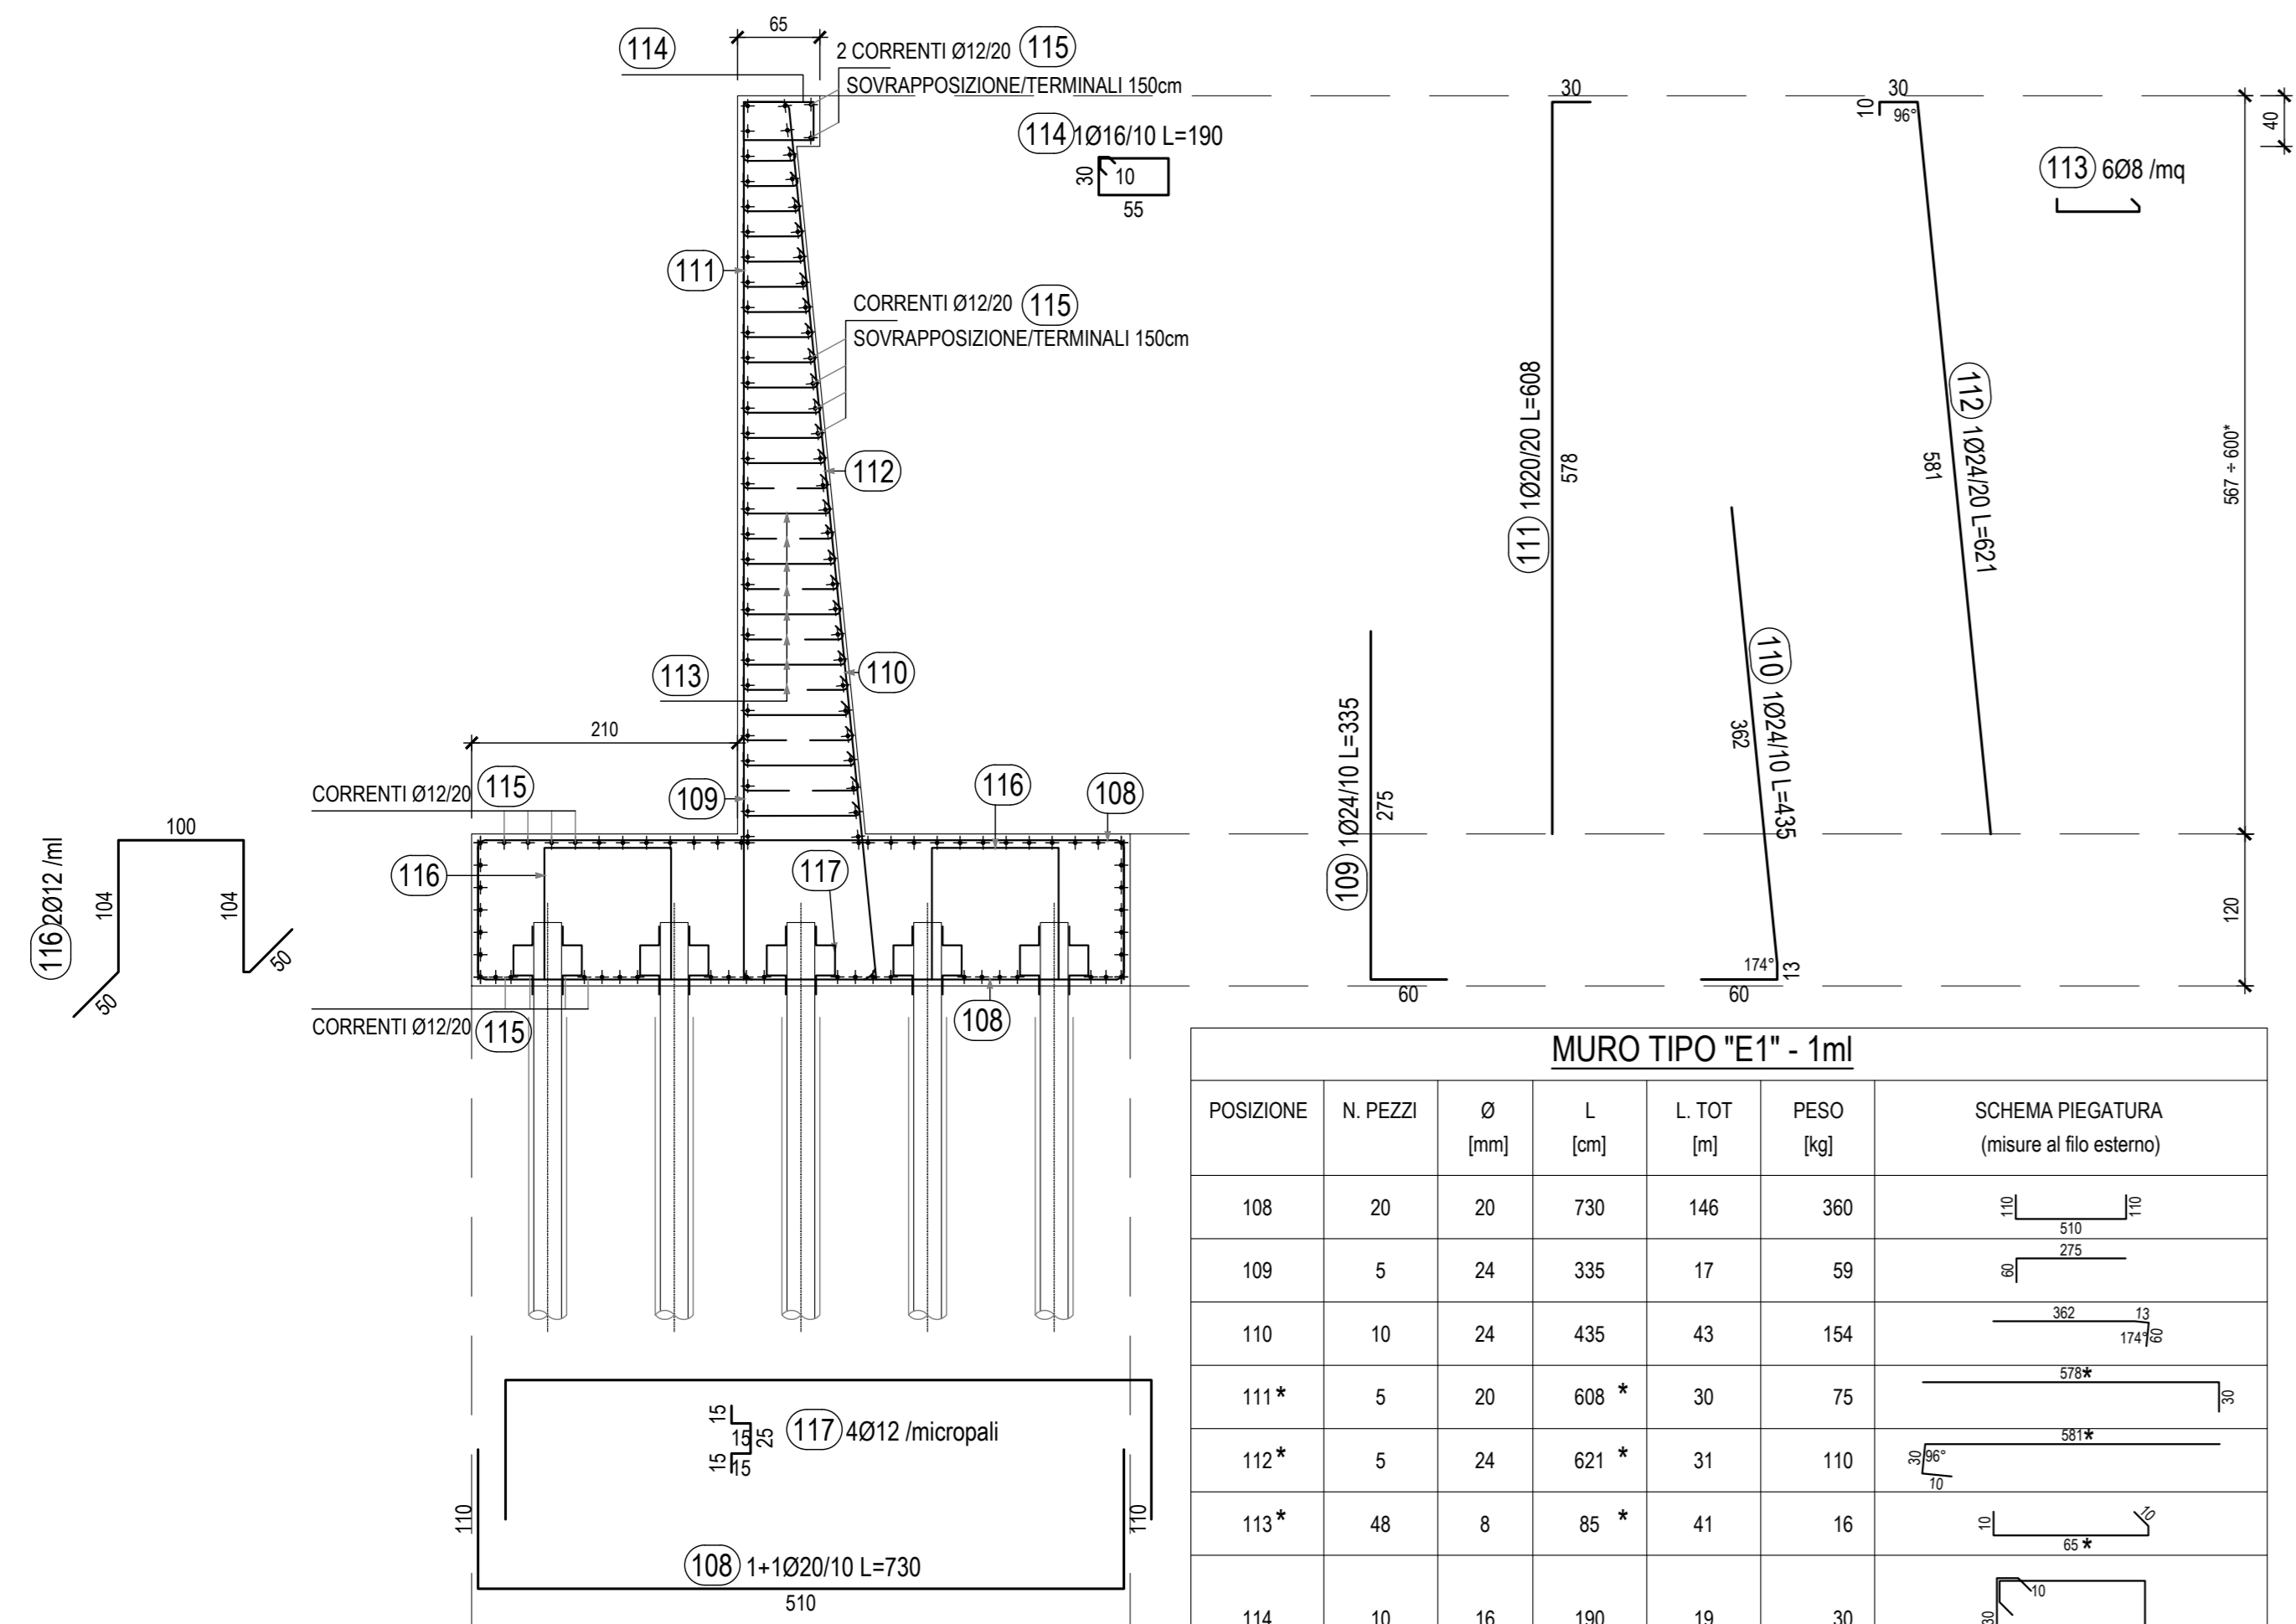 65
114
2 CORRENTI Ø12/20 115
SOVRAPPOSIZIONE/TERMINALI 150cm
114 1Ø16/10 L=190
30
10
55
30
30
10
96°
40
113 6Ø8 /mq
111
CORRENTI Ø12/20 115
SOVRAPPOSIZIONE/TERMINALI 150cm
111 1Ø20/20 L=608
578
112 1Ø24/20 L=621
581
567 ÷ 600*
112
113
110
110 1Ø24/10 L=435
362
174°
13
60
109 1Ø24/10 L=335
275
60
120
210
CORRENTI Ø12/20 115
109
116
108
116 2Ø12 /ml
100
104
104
50
50
116
117
CORRENTI Ø12/20 115
108
15
15
25
15
15
117 4Ø12 /micropali
110
110
108 1+1Ø20/10 L=730
510
MURO TIPO "E1" - 1ml
POSIZIONE N. PEZZI Ø [mm] L [cm] L. TOT [m] PESO [kg] SCHEMA PIEGATURA (misure al filo esterno)
108 20 20 730 146 360 110 510 110
109 5 24 335 17 59 60 275
110 10 24 435 43 154 362 13 174° 60
111* 5 20 608 * 30 75 578* 30
112* 5 24 621 * 31 110 581* 30 96° 10
113* 48 8 85 * 41 16 10 65* 10
114 10 16 190 19 30 30 10